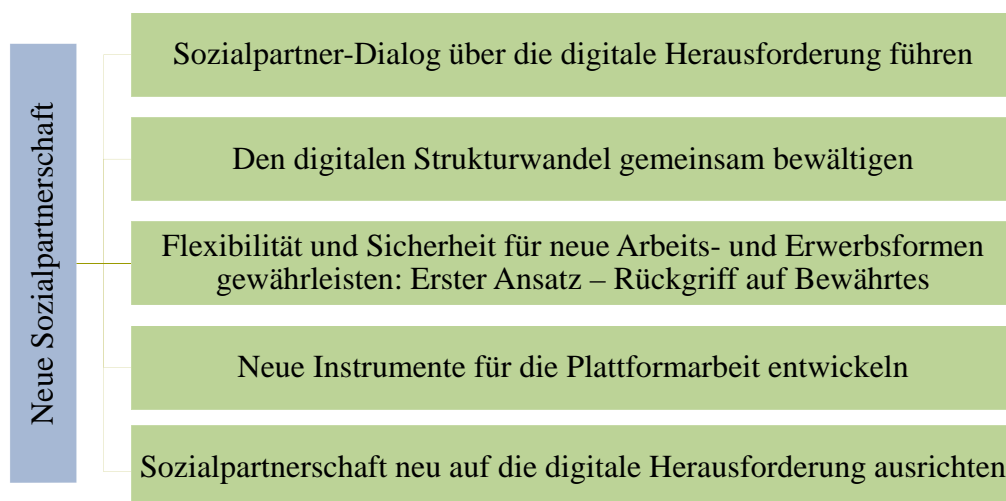 Neue Sozialpartnerschaft
Sozialpartner-Dialog über die digitale Herausforderung führen
Den digitalen Strukturwandel gemeinsam bewältigen
Flexibilität und Sicherheit für neue Arbeits- und Erwerbsformen
gewährleisten: Erster Ansatz – Rückgriff auf Bewährtes
Neue Instrumente für die Plattformarbeit entwickeln
Sozialpartnerschaft neu auf die digitale Herausforderung ausrichten